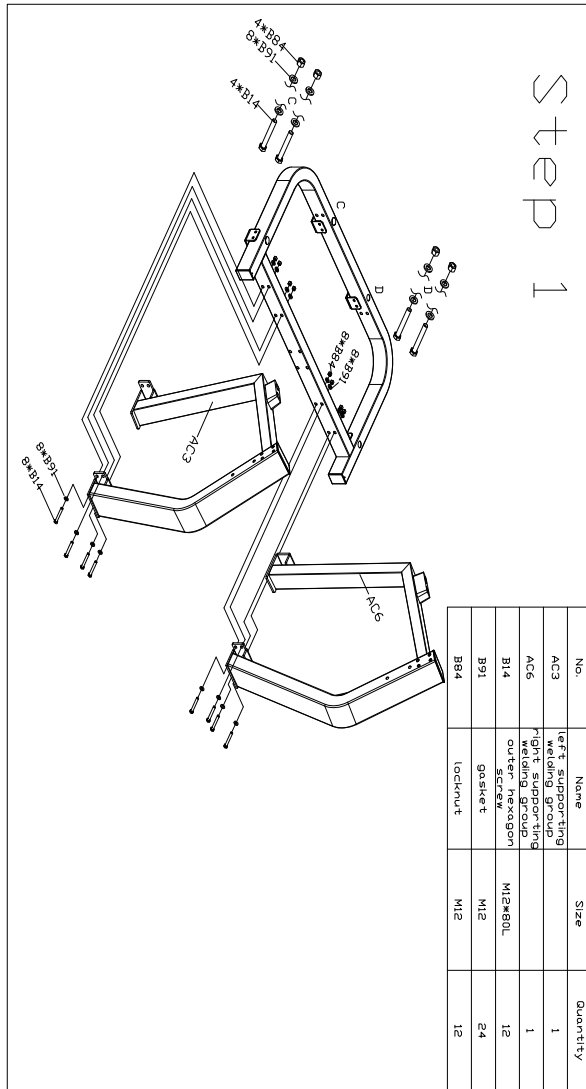 Step 1
4*B84
8*B91
4*B14
C
C
D
D
8*B84
8*B91
AC3
AC6
8*B91
8*B14
No. Name Size Quantity
AC3 left supporting welding group 1
AC6 right supporting welding group 1
B14 outer hexagon screw M12*80L 12
B91 gasket M12 24
B84 locknut M12 12